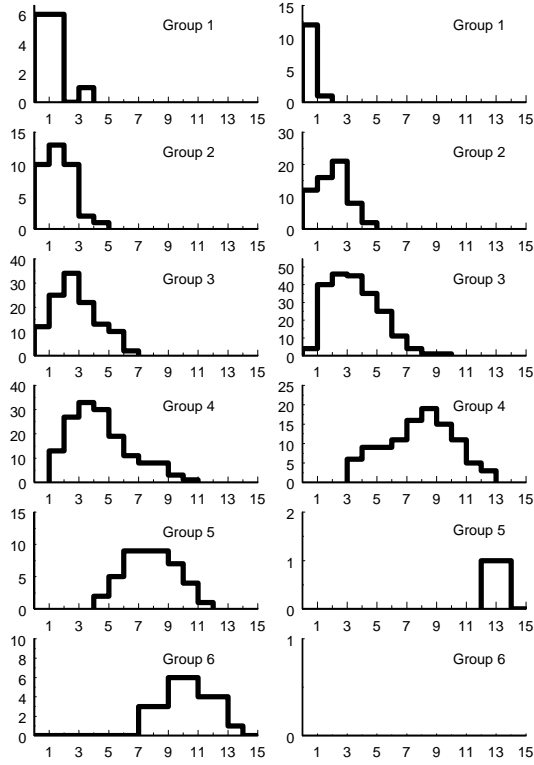 6 4 2 0 Group 1 1 3 5 7 9 11 13 15
15 10 5 0 Group 1 1 3 5 7 9 11 13 15
15 10 5 0 Group 2 1 3 5 7 9 11 13 15
30 20 10 0 Group 2 1 3 5 7 9 11 13 15
40 30 20 10 0 Group 3 1 3 5 7 9 11 13 15
50 40 30 20 10 0 Group 3 1 3 5 7 9 11 13 15
40 30 20 10 0 Group 4 1 3 5 7 9 11 13 15
25 20 15 10 5 0 Group 4 1 3 5 7 9 11 13 15
15 10 5 0 Group 5 1 3 5 7 9 11 13 15
2 1 0 Group 5 1 3 5 7 9 11 13 15
10 8 6 4 2 0 Group 6 1 3 5 7 9 11 13 15
1 0 Group 6 1 3 5 7 9 11 13 15